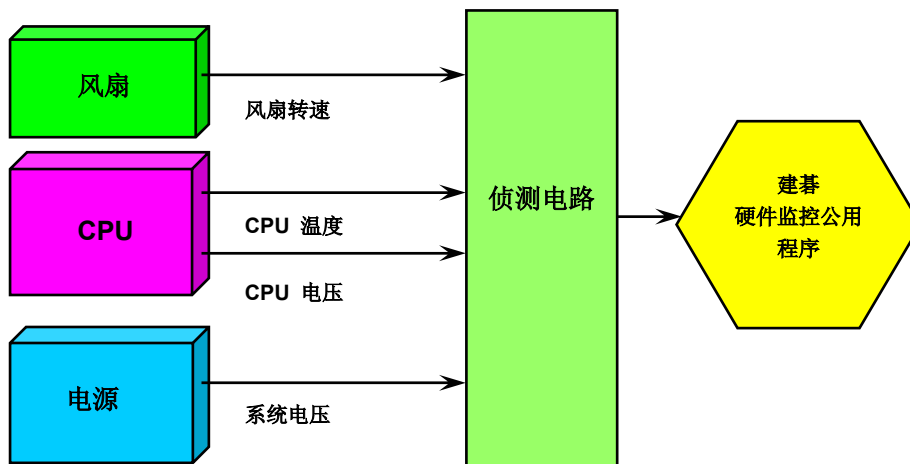 风扇
风扇转速
CPU
CPU 温度
CPU 电压
电源
系统电压
侦测电路
建碁
硬件监控公用
程序